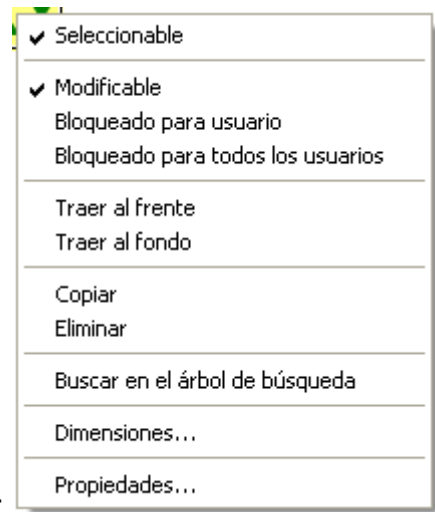 Seleccionable
Modificable
Bloqueado para usuario
Bloqueado para todos los usuarios
Traer al frente
Traer al fondo
Copiar
Eliminar
Buscar en el árbol de búsqueda
Dimensiones...
Propiedades...